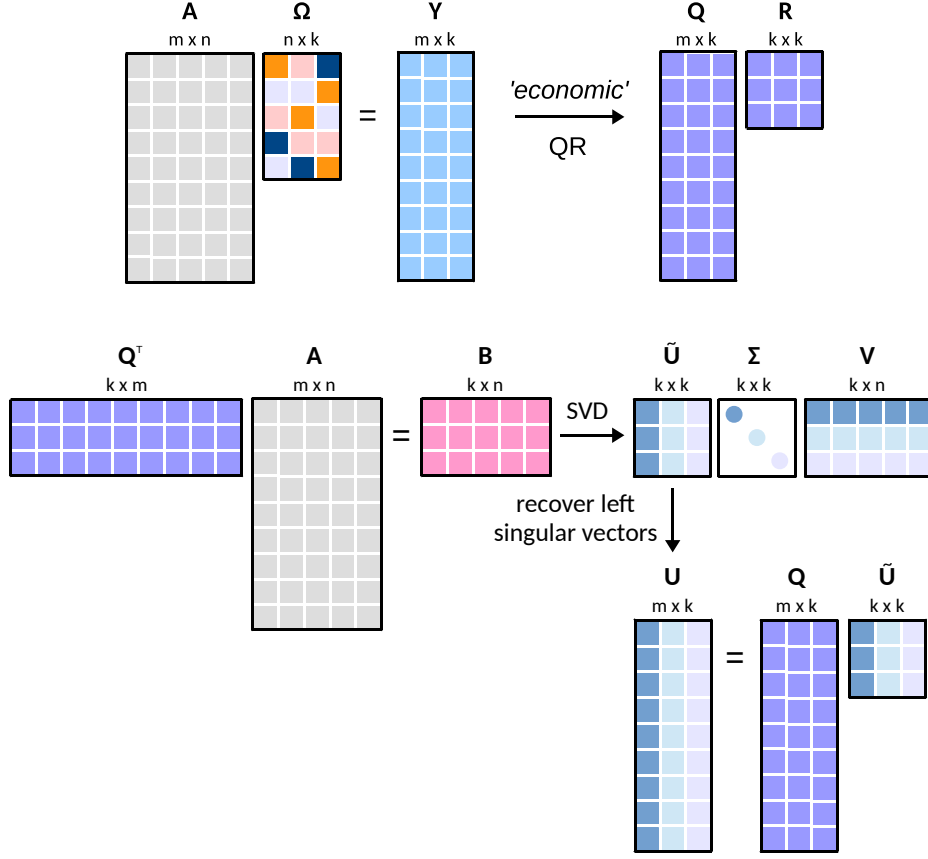 A Ω Y Q R
m x n n x k m x k m x k k x k
= 'economic'
QR
Qᵀ A B Ũ Σ V
k x m m x n k x n k x k k x k k x n
= SVD
recover left
singular vectors
U Q Ũ
m x k m x k k x k
=